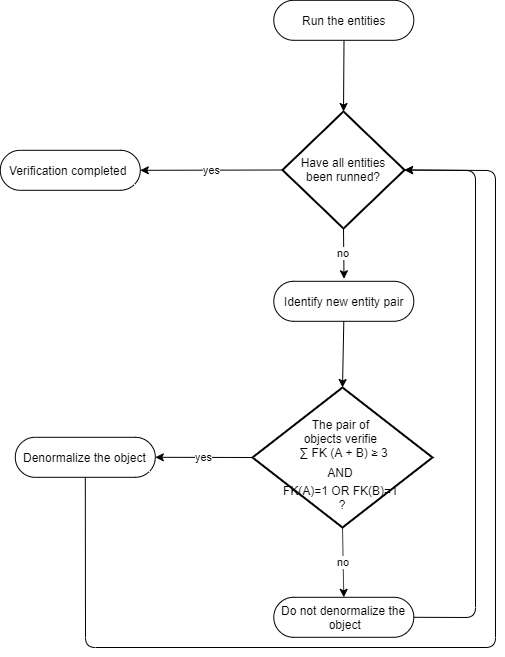 Run the entities
Have all entities
been runned?
yes
Verification completed
no
Identify new entity pair
The pair of
objects verifie
∑ FK (A + B) ≥ 3
AND
FK(A)=1 OR FK(B)=1
?
yes
Denormalize the object
no
Do not denormalize the
object